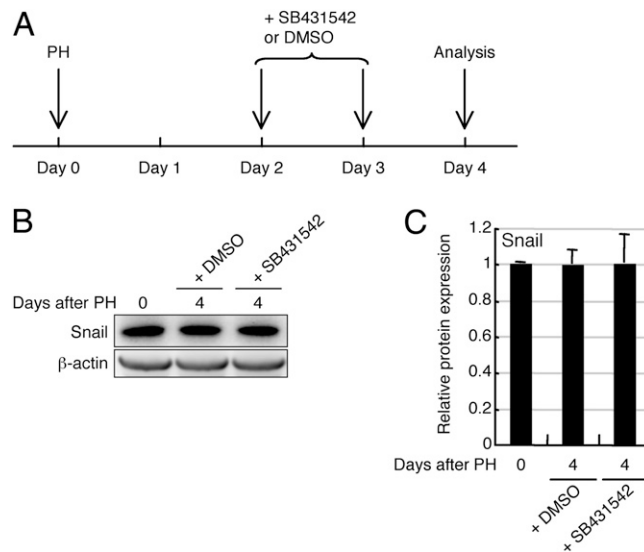 A
+ SB431542
or DMSO
PH
Analysis
Day 0 Day 1 Day 2 Day 3 Day 4
B
+ DMSO
+ SB431542
Days after PH 0 4 4
Snail
β-actin
C
Snail
Relative protein expression
1.2
1
0.8
0.6
0.4
0.2
0
Days after PH 0 4 4
+ DMSO
+ SB431542